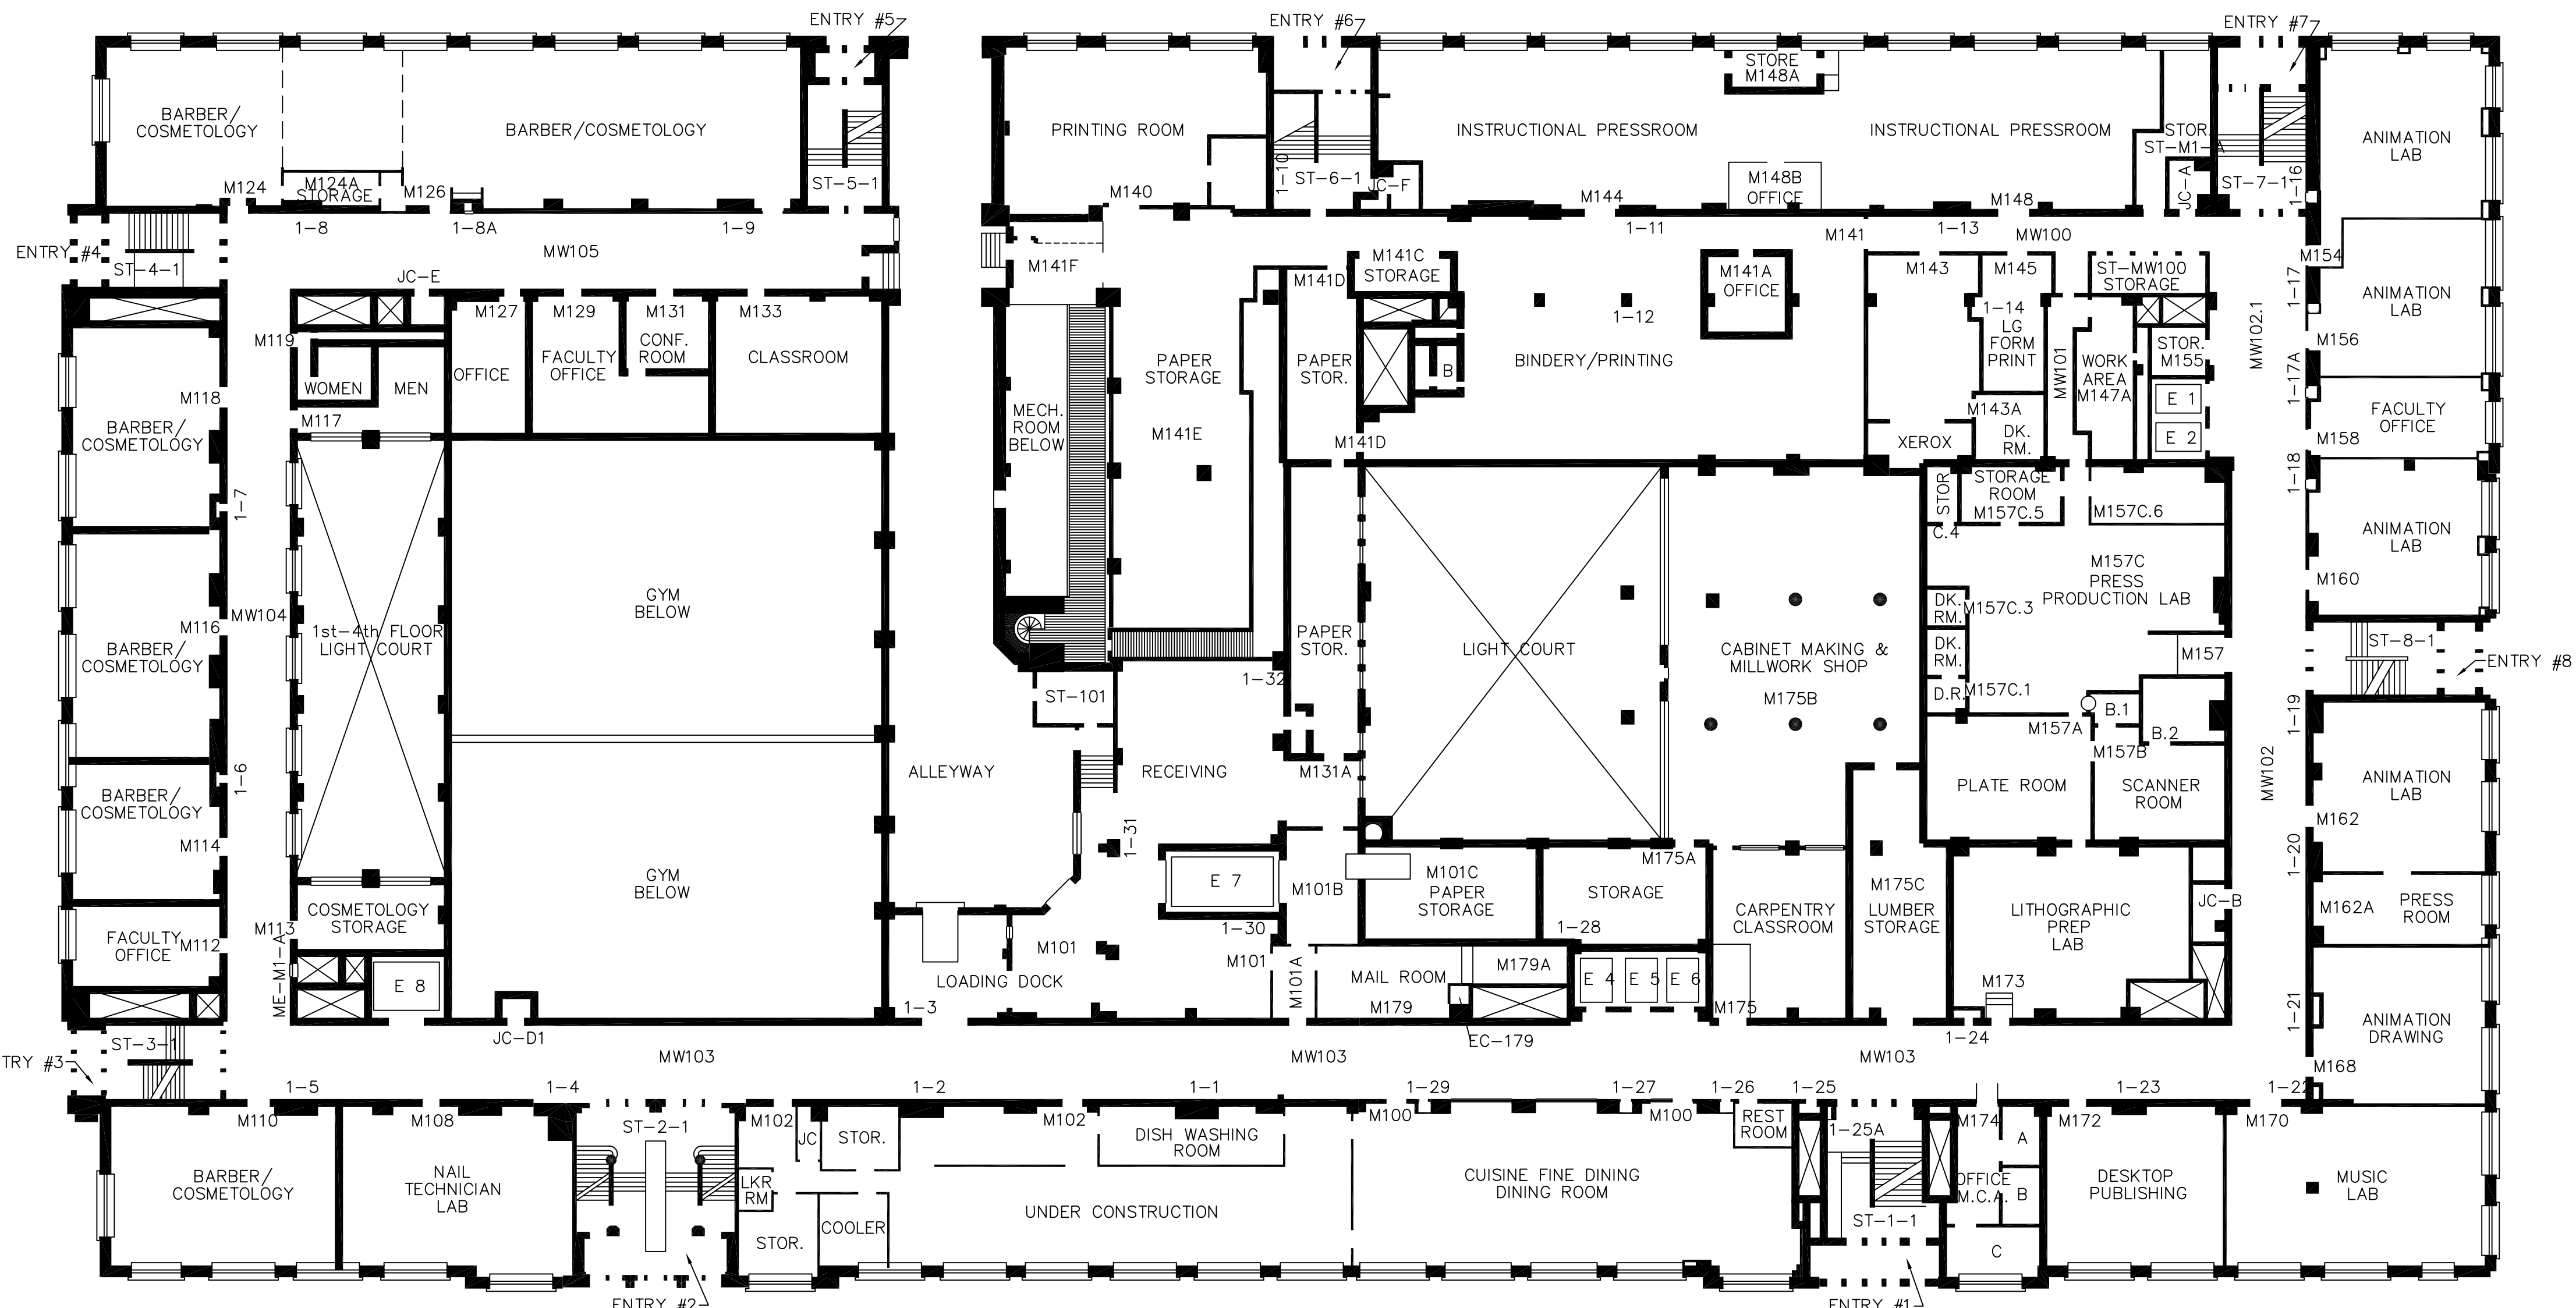 ENTRY #5
ENTRY #6
ENTRY #7
BARBER/
COSMETOLOGY
BARBER/COSMETOLOGY
M124
M124A
STORAGE
M126
ST-5-1
PRINTING ROOM
M140
1-10
ST-6-1
JC-F
INSTRUCTIONAL PRESSROOM
STORE
M148A
INSTRUCTIONAL PRESSROOM
M148B
OFFICE
M144
M148
STOR.
ST-M1-A
JC-A
ST-7-1
1-16
ANIMATION
LAB
ENTRY #4
ST-4-1
1-8
1-8A
1-9
MW105
JC-E
M141F
M141D
M141C
STORAGE
1-11
M141
1-13
MW100
M141A
OFFICE
M143
M145
ST-MW100
STORAGE
M154
1-17
ANIMATION
LAB
M119
M127
M129
M131
M133
CONF.
ROOM
CLASSROOM
FACULTY
OFFICE
OFFICE
WOMEN
MEN
M117
M118
BARBER/
COSMETOLOGY
MECH.
ROOM
BELOW
PAPER
STORAGE
M141E
PAPER
STOR.
M141D
B
BINDERY/PRINTING
1-12
1-14
LG
FORM
PRINT
M143A
DK.
RM.
XEROX
MW101
WORK
AREA
M147A
STOR.
M155
E 1
E 2
MW102.1
M156
1-17A
FACULTY
OFFICE
M158
1-18
ANIMATION
LAB
M160
1-7
STOR
C.4
STORAGE
ROOM
M157C.5
M157C.6
M157C
PRESS
PRODUCTION LAB
DK.
RM.
M157C.3
DK.
RM.
D.R.
M157C.1
M157
B.1
B.2
M157A
M157B
PLATE ROOM
SCANNER
ROOM
GYM
BELOW
M116
MW104
BARBER/
COSMETOLOGY
1st-4th FLOOR
LIGHT COURT
PAPER
STOR.
LIGHT COURT
CABINET MAKING &
MILLWORK SHOP
M175B
ST-8-1
ENTRY #8
1-32
ST-101
1-19
MW102
ANIMATION
LAB
M162
1-20
1-6
BARBER/
COSMETOLOGY
M114
ALLEYWAY
RECEIVING
M131A
1-31
GYM
BELOW
E 7
M101B
M101C
PAPER
STORAGE
M175A
STORAGE
1-28
CARPENTRY
CLASSROOM
M175C
LUMBER
STORAGE
LITHOGRAPHIC
PREP
LAB
JC-B
M162A
PRESS
ROOM
COSMETOLOGY
STORAGE
M113
FACULTY
OFFICE
M112
ME-M1-A
E 8
1-30
M101
M101
LOADING DOCK
1-3
M101A
MAIL ROOM
M179
M179A
E 4
E 5
E 6
M175
M173
1-21
ANIMATION
DRAWING
M168
ST-3-1
TRY #3
JC-D1
MW103
MW103
EC-179
MW103
1-24
1-5
1-4
1-2
1-1
1-29
1-27
1-26
1-25
1-23
1-22
M110
M108
ST-2-1
M102
JC
STOR.
M102
DISH WASHING
ROOM
M100
M100
REST
ROOM
1-25A
M174
A
M172
M170
BARBER/
COSMETOLOGY
NAIL
TECHNICIAN
LAB
LKR
RM
COOLER
STOR.
UNDER CONSTRUCTION
CUISINE FINE DINING
DINING ROOM
ST-1-1
OFFICE
M.C.A.
B
C
DESKTOP
PUBLISHING
MUSIC
LAB
ENTRY #2
ENTRY #1